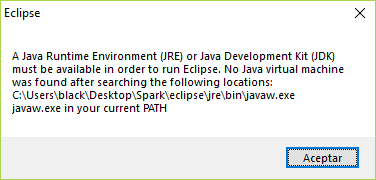 Eclipse
A Java Runtime Environment (JRE) or Java Development Kit (JDK)
must be available in order to run Eclipse. No Java virtual machine
was found after searching the following locations:
C:\Users\black\Desktop\Spark\eclipse\jre\bin\javaw.exe
javaw.exe in your current PATH
Aceptar